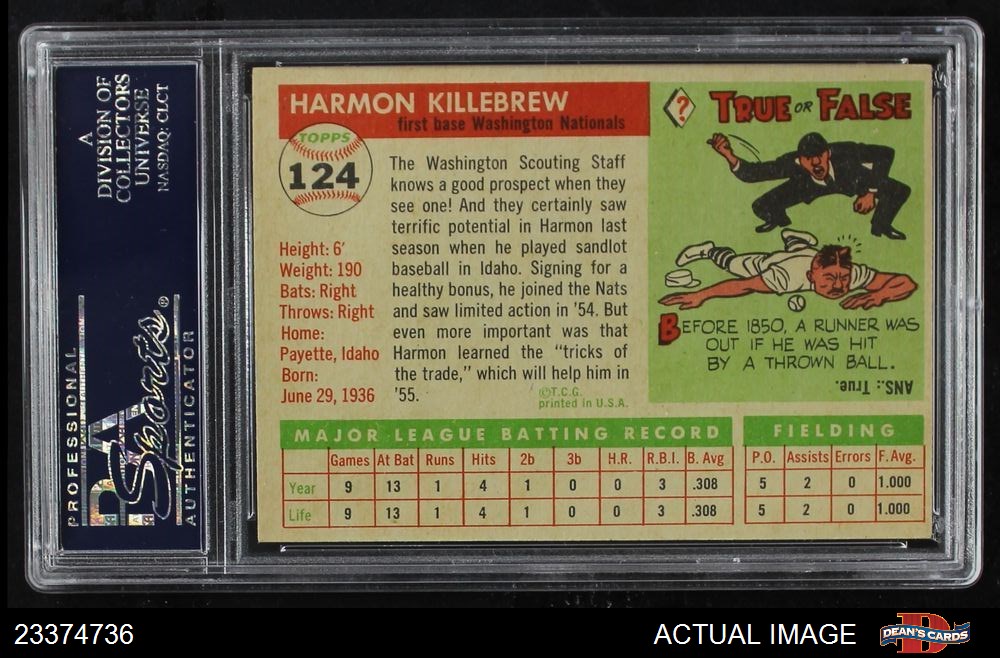 A
DIVISION OF
COLLECTORS
UNIVERSE
NASDAQ: CLCT
PROFESSIONAL
PSA
Sports®
AUTHENTICATOR
HARMON KILLEBREW
first base Washington Nationals
TOPPS
124
Height: 6'
Weight: 190
Bats: Right
Throws: Right
Home:
Payette, Idaho
Born:
June 29, 1936
The Washington Scouting Staff
knows a good prospect when they
see one! And they certainly saw
terrific potential in Harmon last
season when he played sandlot
baseball in Idaho. Signing for a
healthy bonus, he joined the Nats
and saw limited action in '54. But
even more important was that
Harmon learned the "tricks of
the trade," which will help him in
'55.
©T.C.G.
printed in U.S.A.
? TRUE OR FALSE
BEFORE 1850, A RUNNER WAS
OUT IF HE WAS HIT
BY A THROWN BALL.
ANS.: True.
MAJOR LEAGUE BATTING RECORD
Games At Bat Runs Hits 2b 3b H.R. R.B.I. B. Avg
Year 9 13 1 4 1 0 0 3 .308
Life 9 13 1 4 1 0 0 3 .308
FIELDING
P.O. Assists Errors F. Avg.
5 2 0 1.000
5 2 0 1.000
23374736
ACTUAL IMAGE
D
DEAN'S CARDS